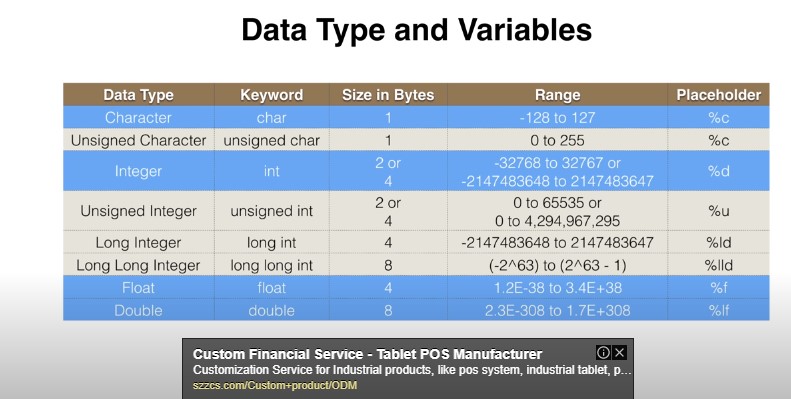 Data Type and Variables
Data Type Keyword Size in Bytes Range Placeholder
Character char 1 -128 to 127 %c
Unsigned Character unsigned char 1 0 to 255 %c
Integer int 2 or 4 -32768 to 32767 or -2147483648 to 2147483647 %d
Unsigned Integer unsigned int 2 or 4 0 to 65535 or 0 to 4,294,967,295 %u
Long Integer long int 4 -2147483648 to 2147483647 %ld
Long Long Integer long long int 8 (-2^63) to (2^63 - 1) %lld
Float float 4 1.2E-38 to 3.4E+38 %f
Double double 8 2.3E-308 to 1.7E+308 %lf
Custom Financial Service - Tablet POS Manufacturer
Customization Service for Industrial products, like pos system, industrial tablet, p...
szzcs.com/Custom+product/ODM